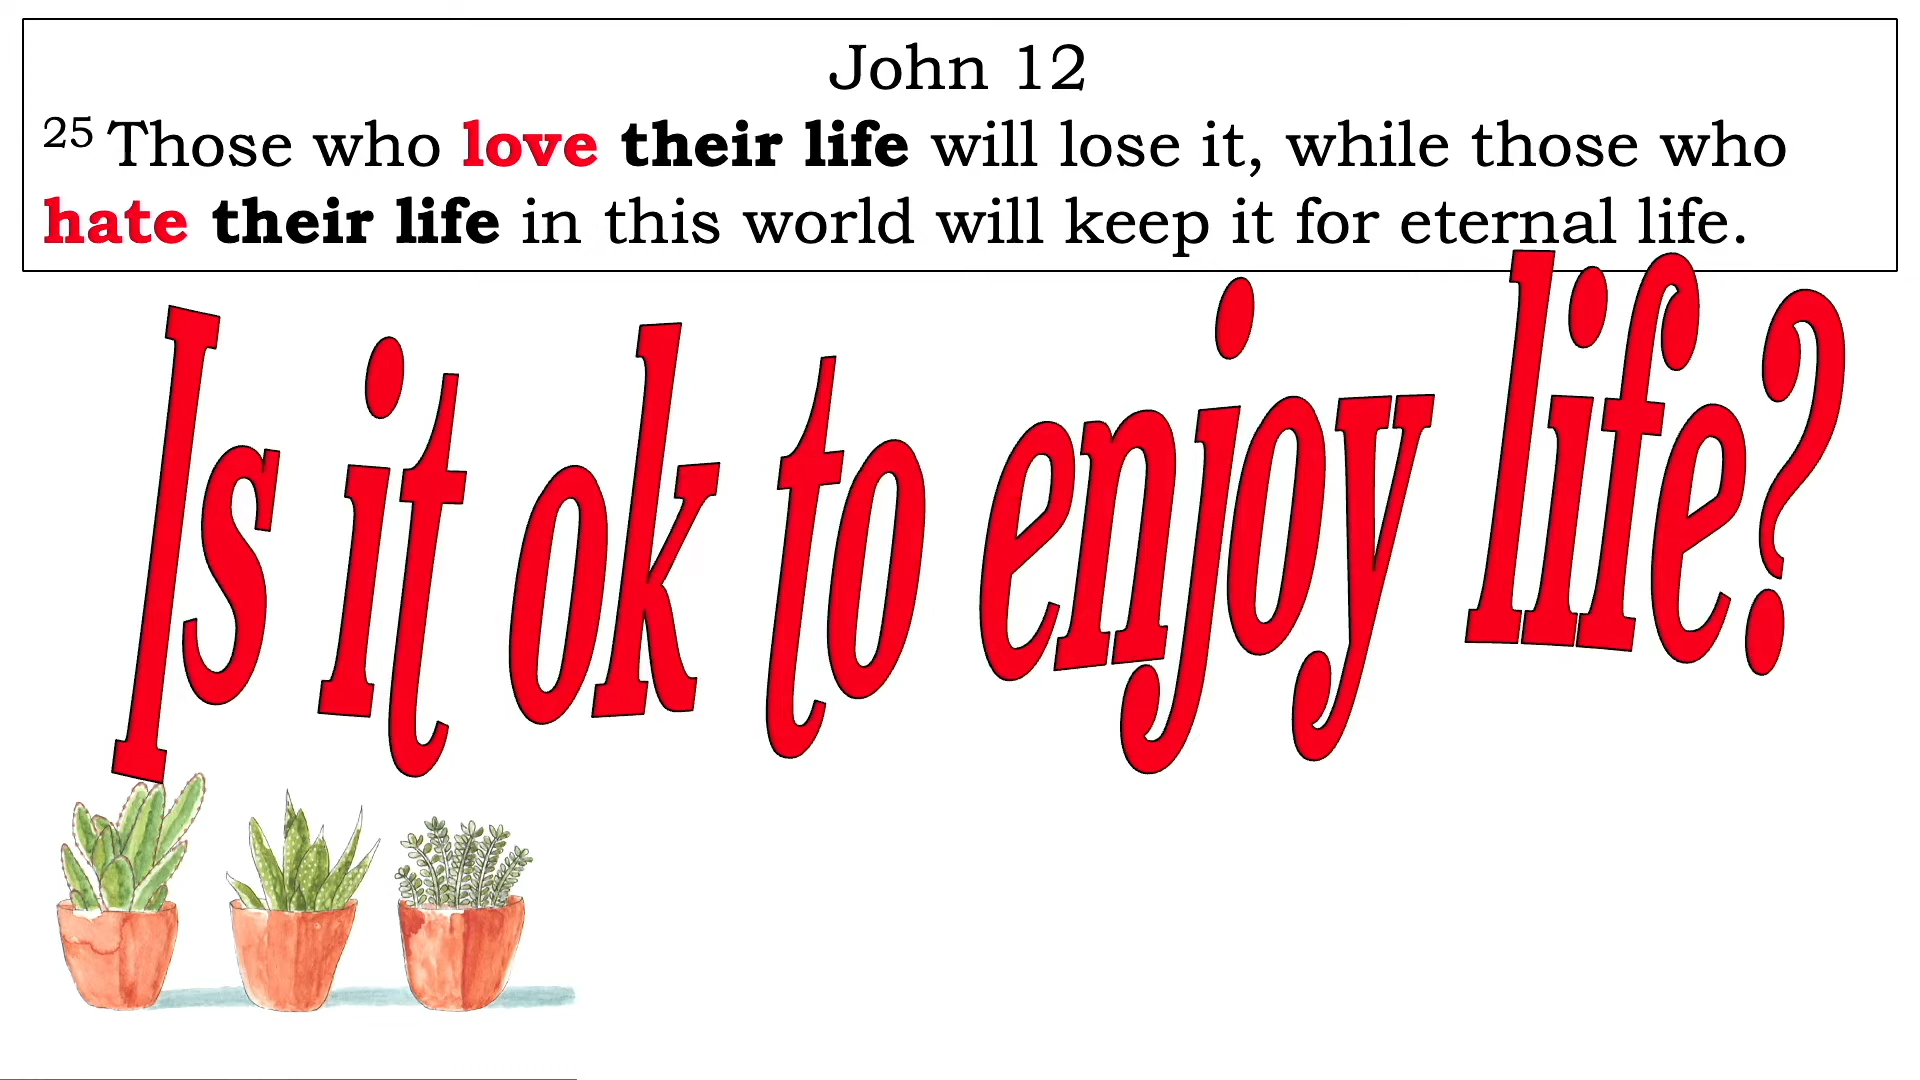 John 12
25 Those who love their life will lose it, while those who
hate their life in this world will keep it for eternal life.
Is it ok to enjoy life?